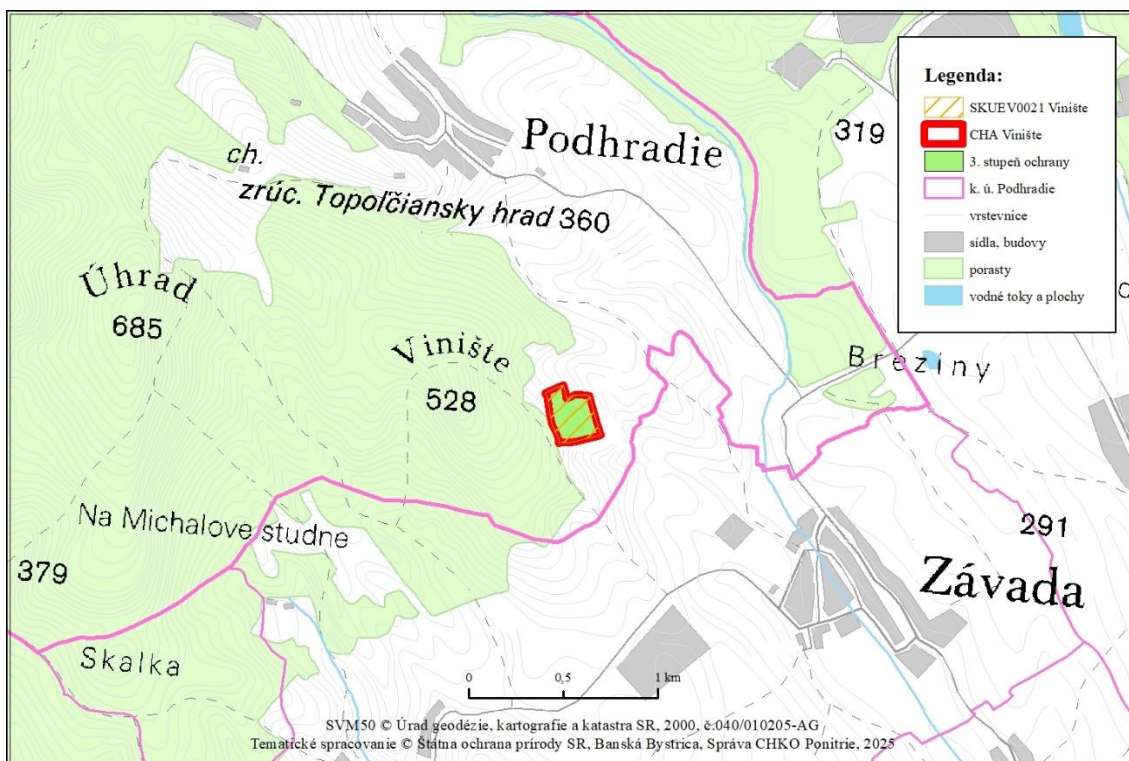 Podhradie
ch.
zrúc. Topoľčiansky hrad 360
Úhrad
685
Vinište
528
319
Breziny
Na Michalove studne
379
Skalka
291
Závada
Legenda:
SKUEV0021 Vinište
CHA Vinište
3. stupeň ochrany
k. ú. Podhradie
vrstevnice
sídla, budovy
porasty
vodné toky a plochy
0 0,5 1 km
SVM50 © Úrad geodézie, kartografie a katastra SR, 2000, č:040/010205-AG
Tematické spracovanie © Štátna ochrana prírody SR, Banská Bystrica, Správa CHKO Ponitrie, 2025